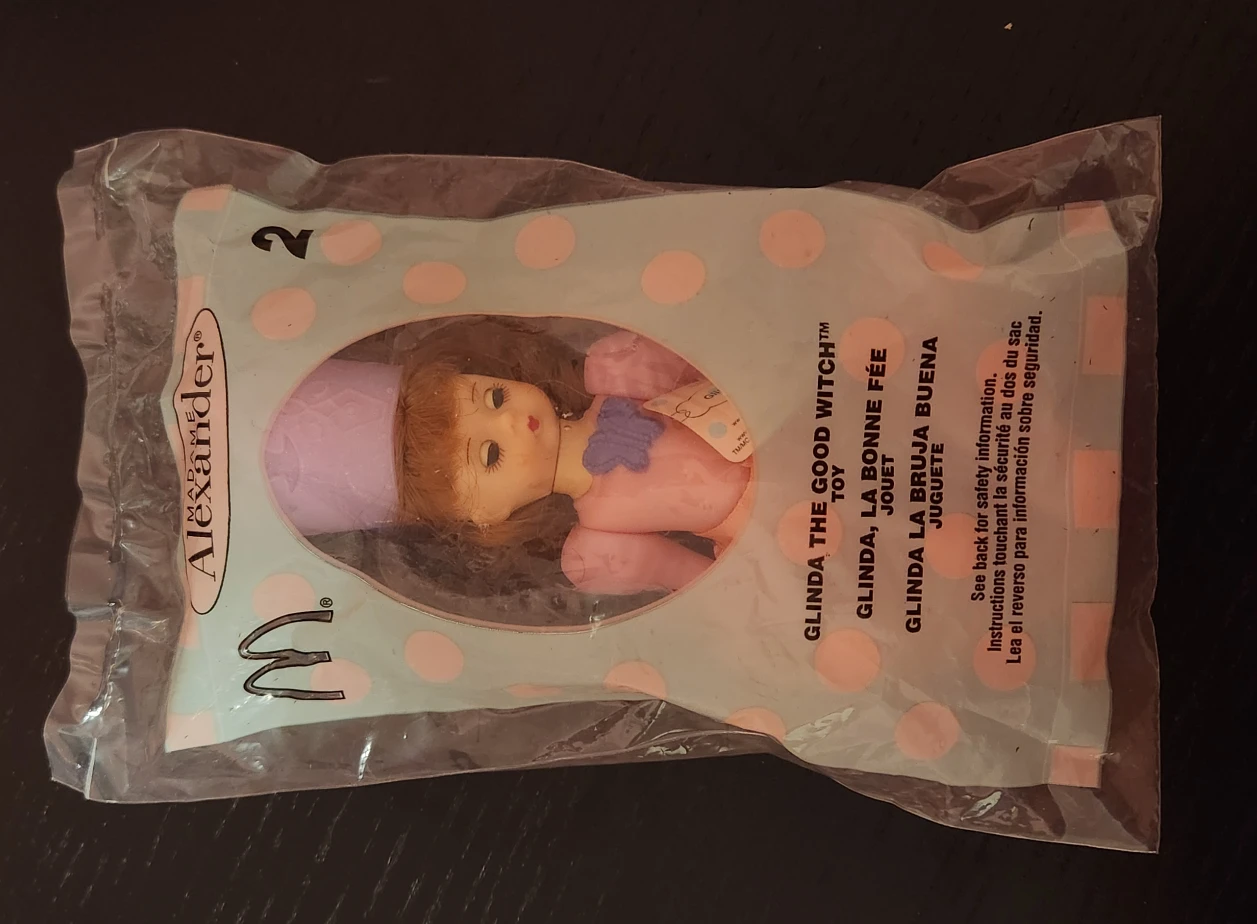 MADAME
Alexander®
®
2
GLINDA THE GOOD WITCH™
TOY
GLINDA, LA BONNE FÉE
JOUET
GLINDA LA BRUJA BUENA
JUGUETE
See back for safety information.
Instructions touchant la sécurité au dos du sac
Lea el reverso para información sobre seguridad.